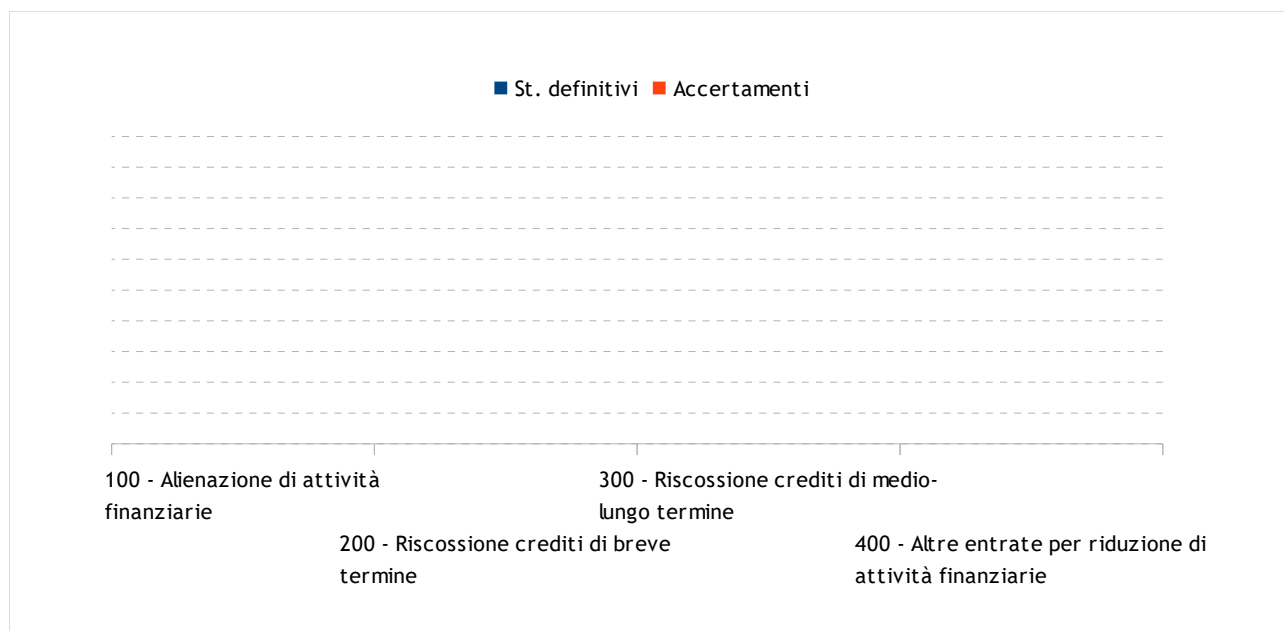 St. definitivi Accertamenti
100 - Alienazione di attività
finanziarie
200 - Riscossione crediti di breve
termine
300 - Riscossione crediti di medio-
lungo termine
400 - Altre entrate per riduzione di
attività finanziarie